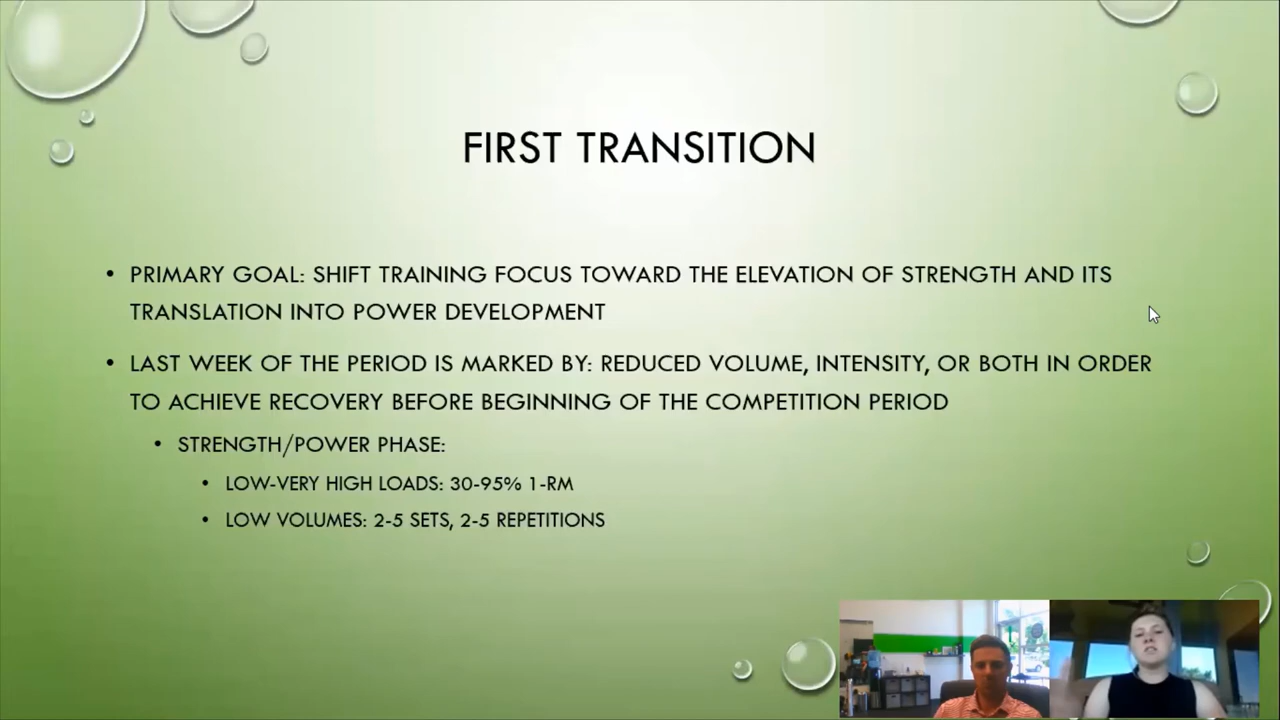 FIRST TRANSITION
• PRIMARY GOAL: SHIFT TRAINING FOCUS TOWARD THE ELEVATION OF STRENGTH AND ITS
TRANSLATION INTO POWER DEVELOPMENT
• LAST WEEK OF THE PERIOD IS MARKED BY: REDUCED VOLUME, INTENSITY, OR BOTH IN ORDER
TO ACHIEVE RECOVERY BEFORE BEGINNING OF THE COMPETITION PERIOD
• STRENGTH/POWER PHASE:
• LOW-VERY HIGH LOADS: 30-95% 1-RM
• LOW VOLUMES: 2-5 SETS, 2-5 REPETITIONS